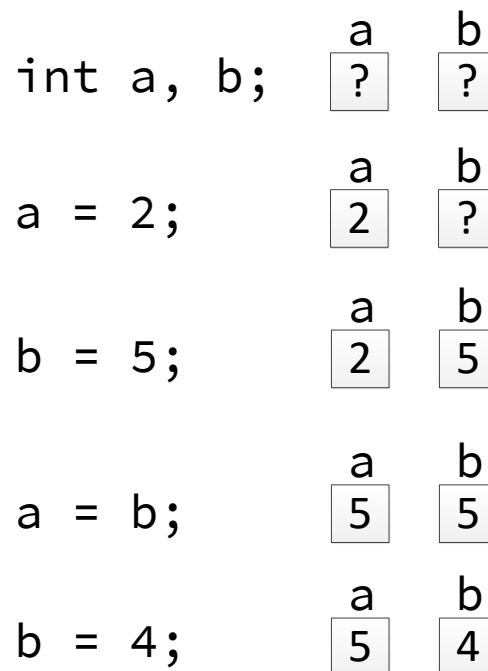 a b
int a, b; ? ?
a b
a = 2; 2 ?
a b
b = 5; 2 5
a b
a = b; 5 5
a b
b = 4; 5 4